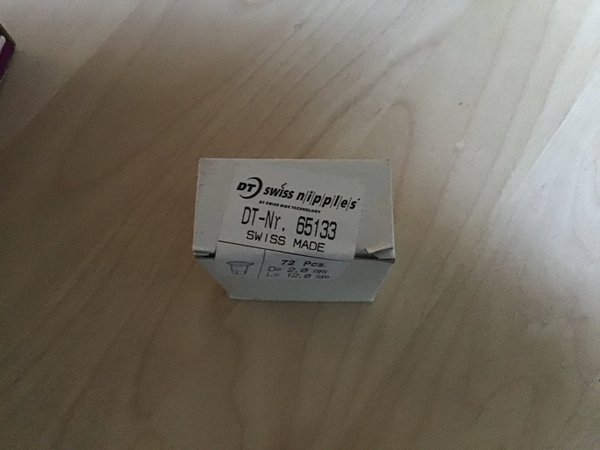 DT swiss nipples
DT SWISS BIKE TECHNOLOGY
DT-Nr. 65133
SWISS MADE
72 Pcs.
D= 2.0 mm
L= 12.0 mm